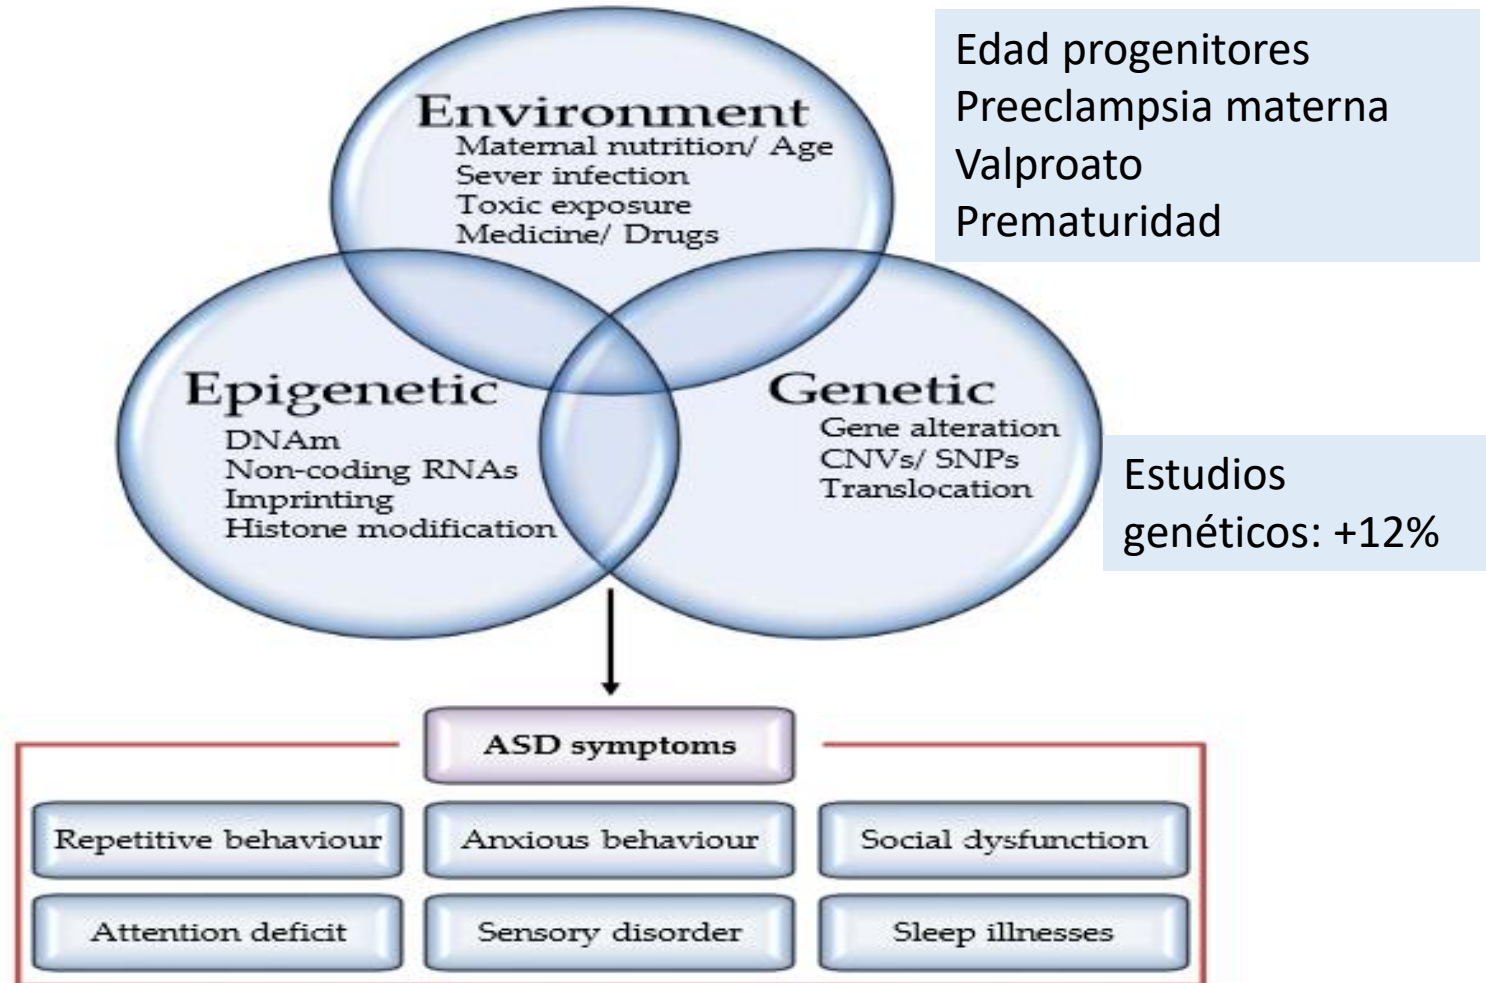 Environment
Maternal nutrition/ Age
Sever infection
Toxic exposure
Medicine/ Drugs
Edad progenitores
Preeclampsia materna
Valproato
Prematuridad
Epigenetic
DNAm
Non-coding RNAs
Imprinting
Histone modification
Genetic
Gene alteration
CNVs/ SNPs
Translocation
Estudios
genéticos: +12%
ASD symptoms
Repetitive behaviour
Anxious behaviour
Social dysfunction
Attention deficit
Sensory disorder
Sleep illnesses